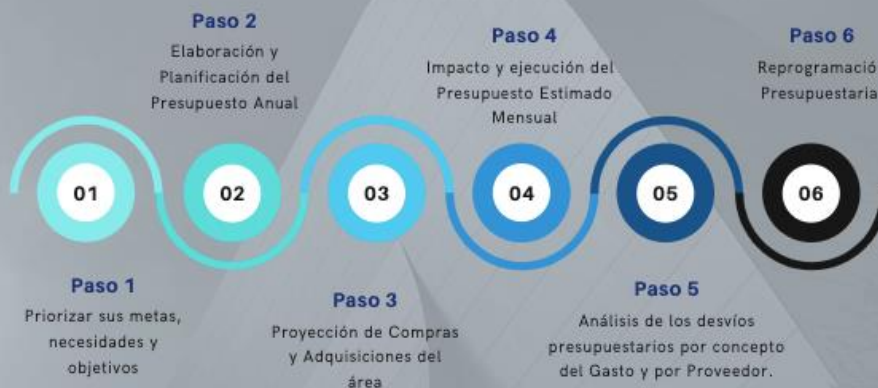 Paso 1
Priorizar sus metas,
necesidades y
objetivos
01
Paso 2
Elaboración y
Planificación del
Presupuesto Anual
02
Paso 3
Proyección de Compras
y Adquisiciones del
área
03
Paso 4
Impacto y ejecución del
Presupuesto Estimado
Mensual
04
Paso 5
Análisis de los desvíos
presupuestarios por concepto
del Gasto y por Proveedor.
05
Paso 6
Reprogramació
Presupuestaria
06